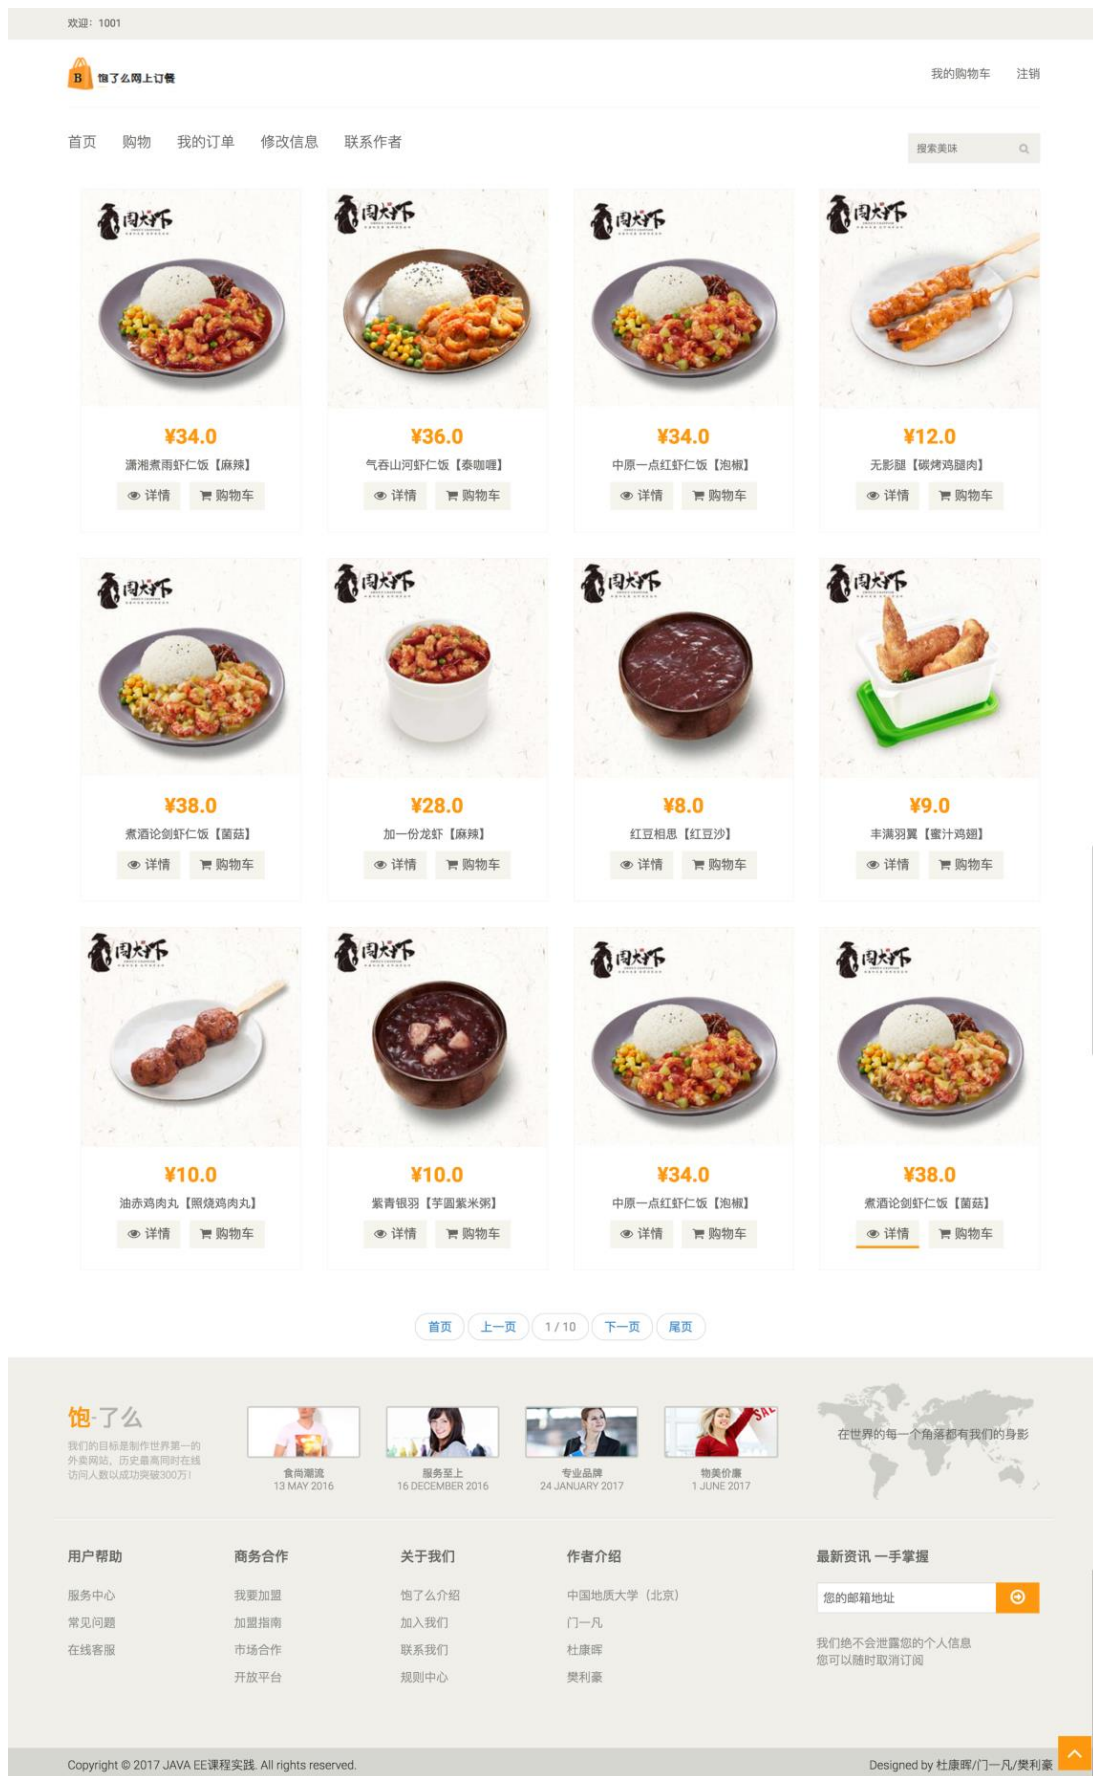 欢迎：1001
B 饱了么网上订餐
我的购物车 注销
首页 购物 我的订单 修改信息 联系作者
搜索美味
¥34.0 ¥36.0 ¥34.0 ¥12.0
潇湘煮雨虾仁饭【麻辣】 气吞山河虾仁饭【泰咖喱】 中原一点红虾仁饭【泡椒】 无影腿【碳烤鸡腿肉】
详情 购物车 详情 购物车 详情 购物车 详情 购物车
¥38.0 ¥28.0 ¥8.0 ¥9.0
煮酒论剑虾仁饭【菌菇】 加一份龙虾【麻辣】 红豆相思【红豆沙】 丰满羽翼【蜜汁鸡翅】
详情 购物车 详情 购物车 详情 购物车 详情 购物车
¥10.0 ¥10.0 ¥34.0 ¥38.0
油赤鸡肉丸【照烧鸡肉丸】 紫青银羽【芋圆紫米粥】 中原一点红虾仁饭【泡椒】 煮酒论剑虾仁饭【菌菇】
详情 购物车 详情 购物车 详情 购物车 详情 购物车
首页 上一页 1 / 10 下一页 尾页
饱-了么
我们的目标是制作世界第一的
外卖网站，历史最高同时在线
访问人数以成功突破300万！
食尚潮流
13 MAY 2016
服务至上
16 DECEMBER 2016
专业品牌
24 JANUARY 2017
SALE
物美价廉
1 JUNE 2017
在世界的每一个角落都有我们的身影
用户帮助
服务中心
常见问题
在线客服
商务合作
我要加盟
加盟指南
市场合作
开放平台
关于我们
饱了么介绍
加入我们
联系我们
规则中心
作者介绍
中国地质大学（北京）
门一凡
杜康晖
樊利豪
最新资讯 一手掌握
您的邮箱地址
我们绝不会泄露您的个人信息
您可以随时取消订阅
Copyright © 2017 JAVA EE课程实践. All rights reserved.
Designed by 杜康晖/门一凡/樊利豪